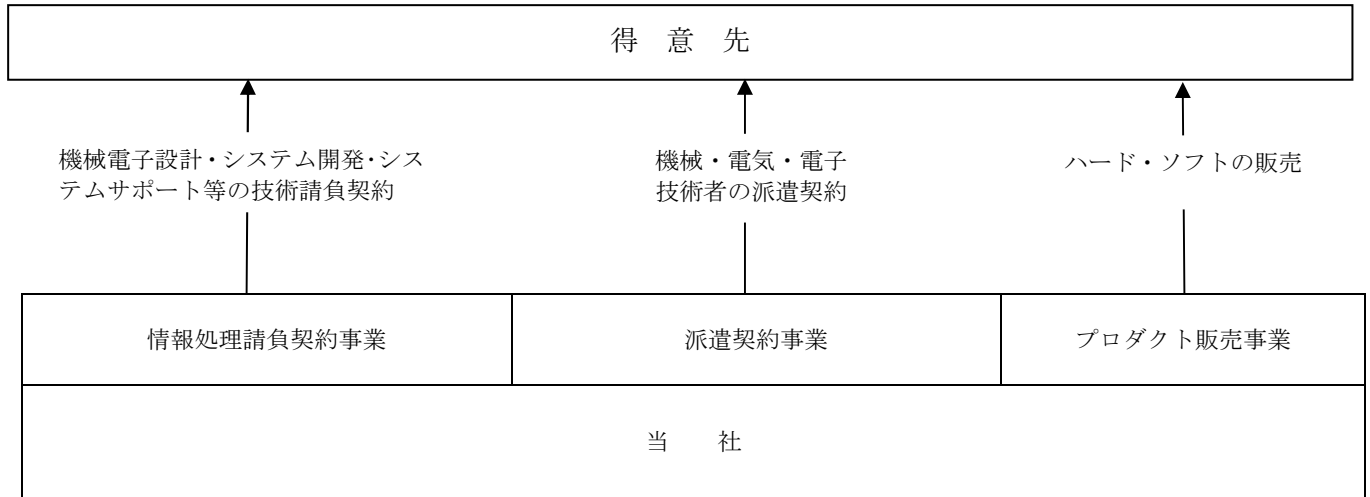 得 意 先
機械電子設計・システム開発・シス
テムサポート等の技術請負契約
機械・電気・電子
技術者の派遣契約
ハード・ソフトの販売
情報処理請負契約事業
派遣契約事業
プロダクト販売事業
当 社